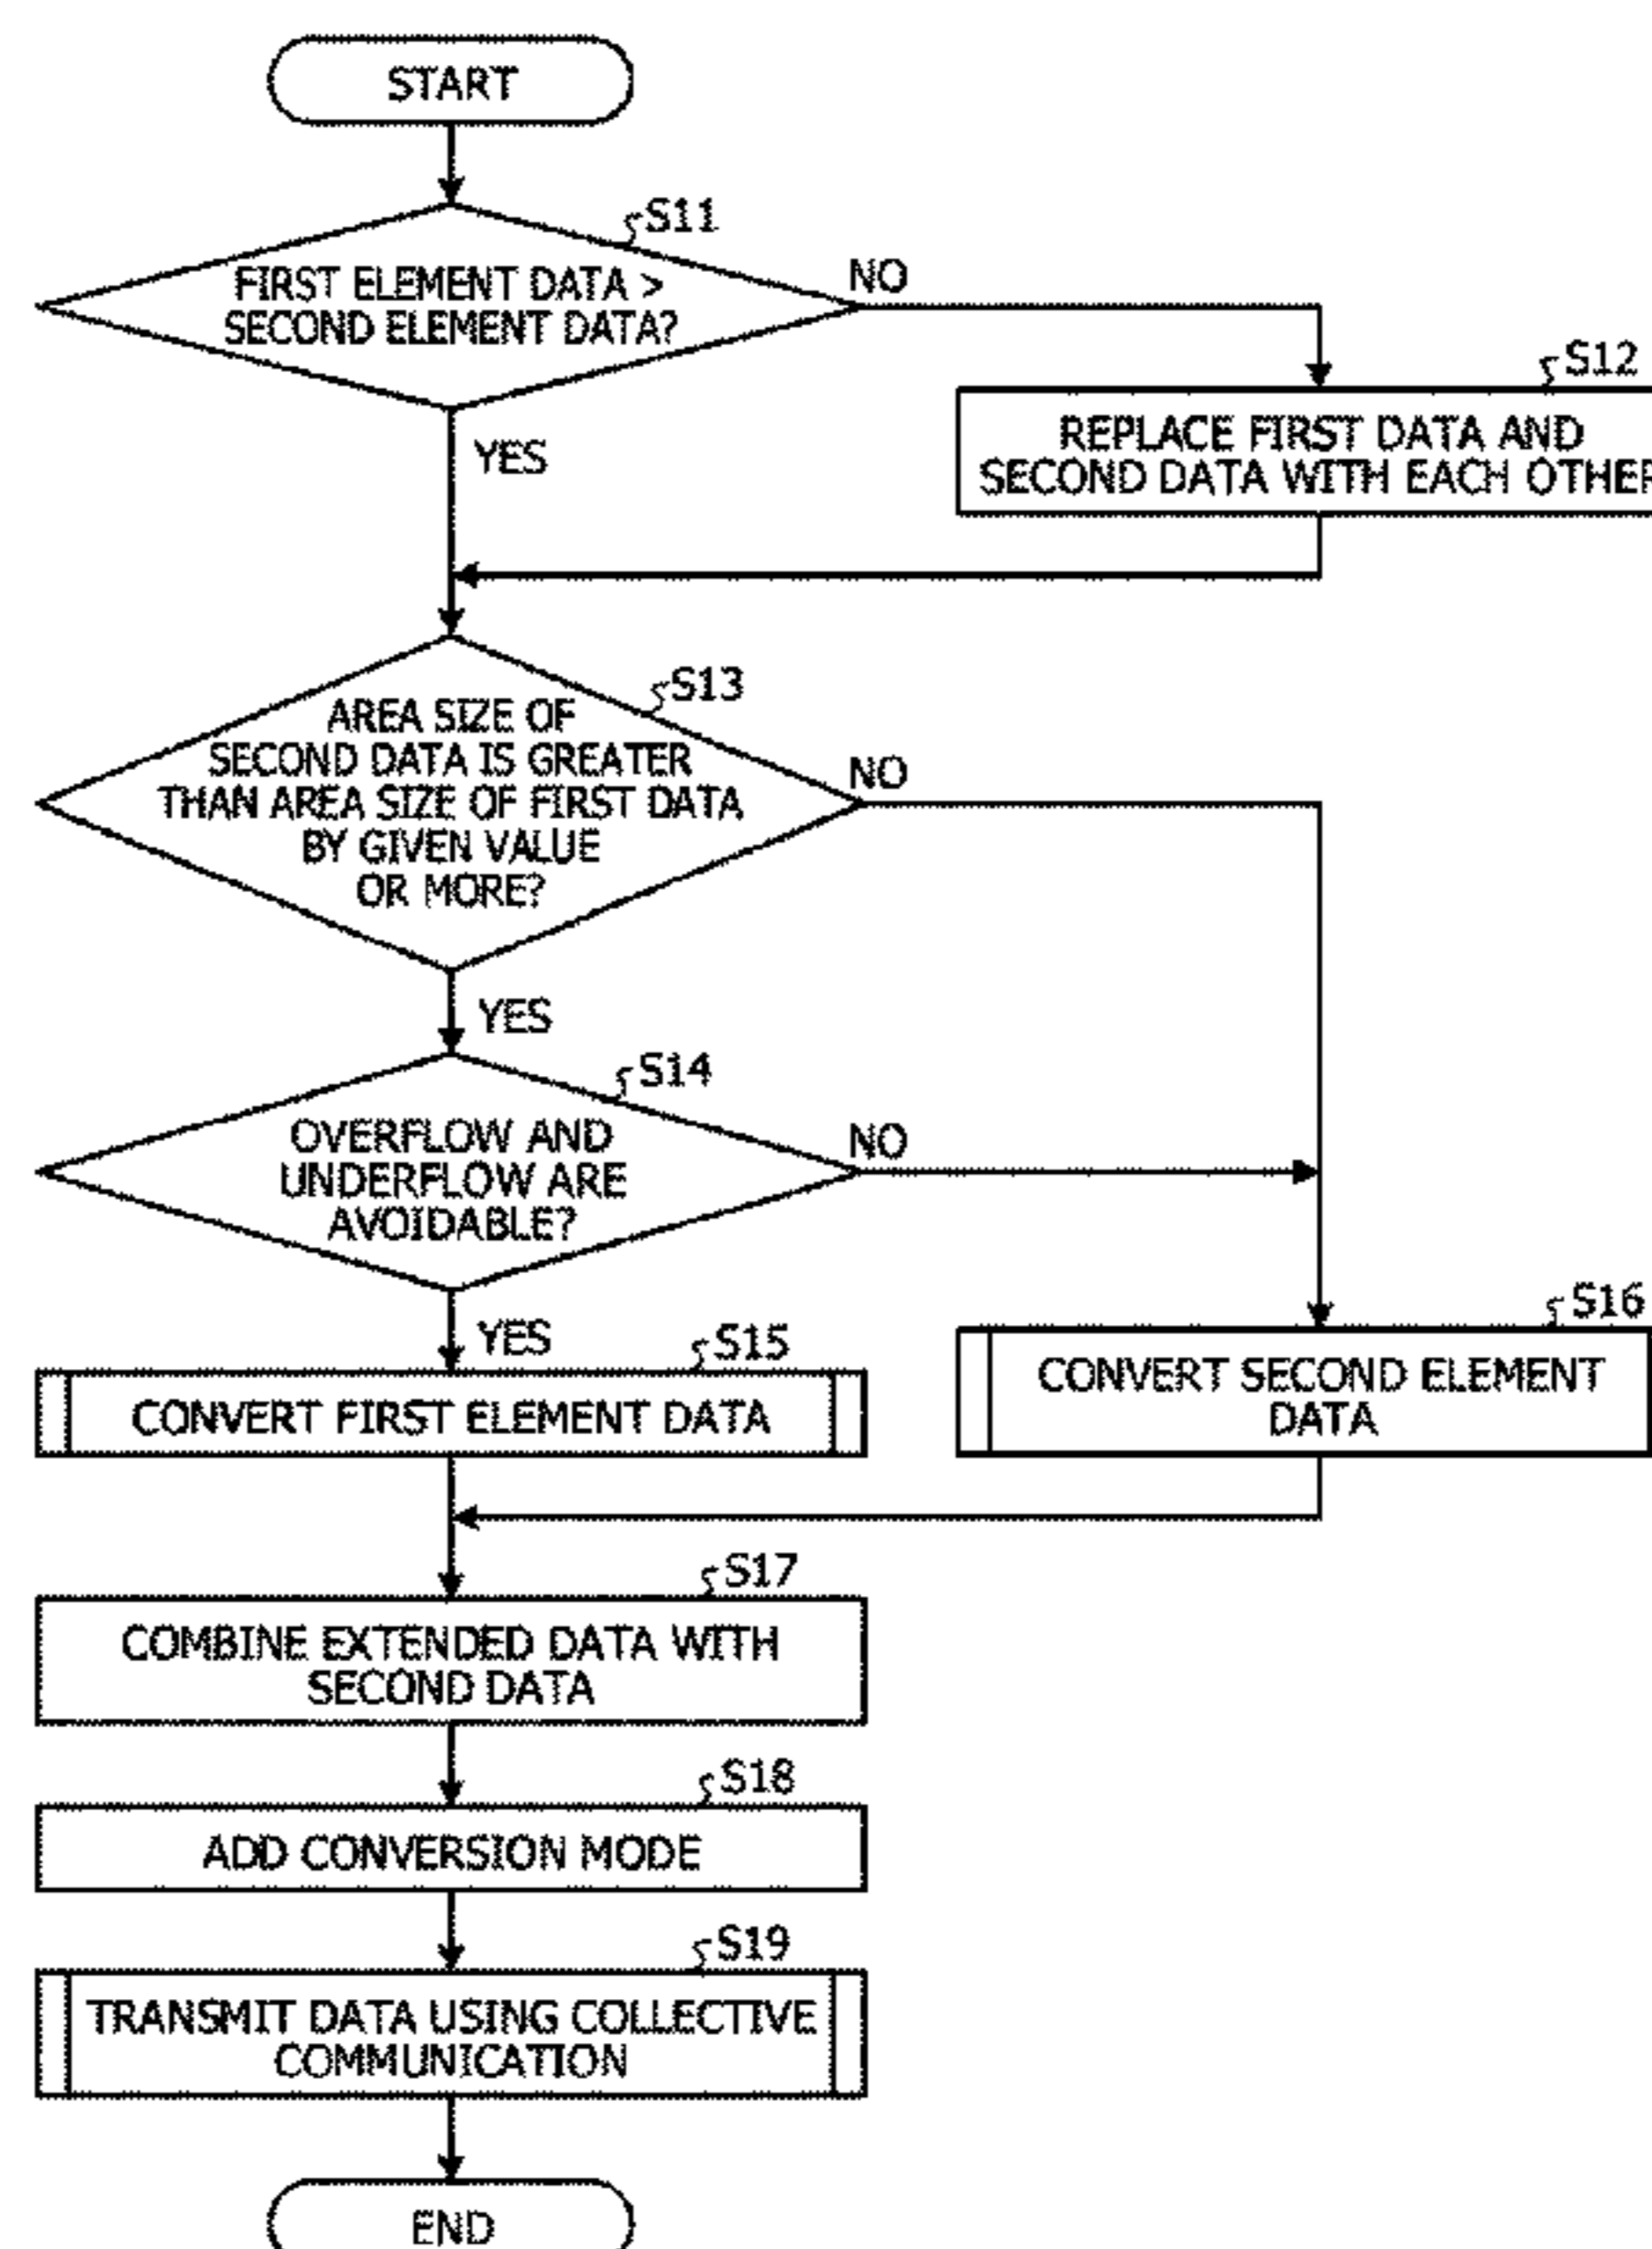 START
S11
FIRST ELEMENT DATA >
SECOND ELEMENT DATA?
NO
S12
REPLACE FIRST DATA AND
SECOND DATA WITH EACH OTHER
YES
S13
AREA SIZE OF
SECOND DATA IS GREATER
THAN AREA SIZE OF FIRST DATA
BY GIVEN VALUE
OR MORE?
NO
YES
S14
OVERFLOW AND
UNDERFLOW ARE
AVOIDABLE?
NO
YES
S15
CONVERT FIRST ELEMENT DATA
S16
CONVERT SECOND ELEMENT
DATA
S17
COMBINE EXTENDED DATA WITH
SECOND DATA
S18
ADD CONVERSION MODE
S19
TRANSMIT DATA USING COLLECTIVE
COMMUNICATION
END